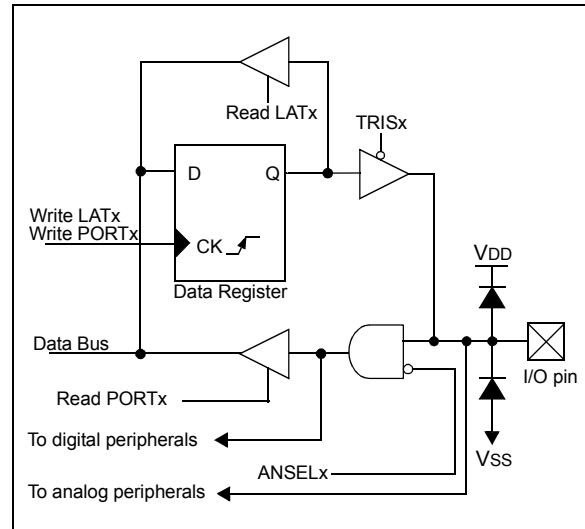 Read LATx
TRISx
D Q
Write LATx
Write PORTx
CK
Data Register
VDD
Data Bus
I/O pin
Read PORTx
VSS
To digital peripherals
ANSELx
To analog peripherals